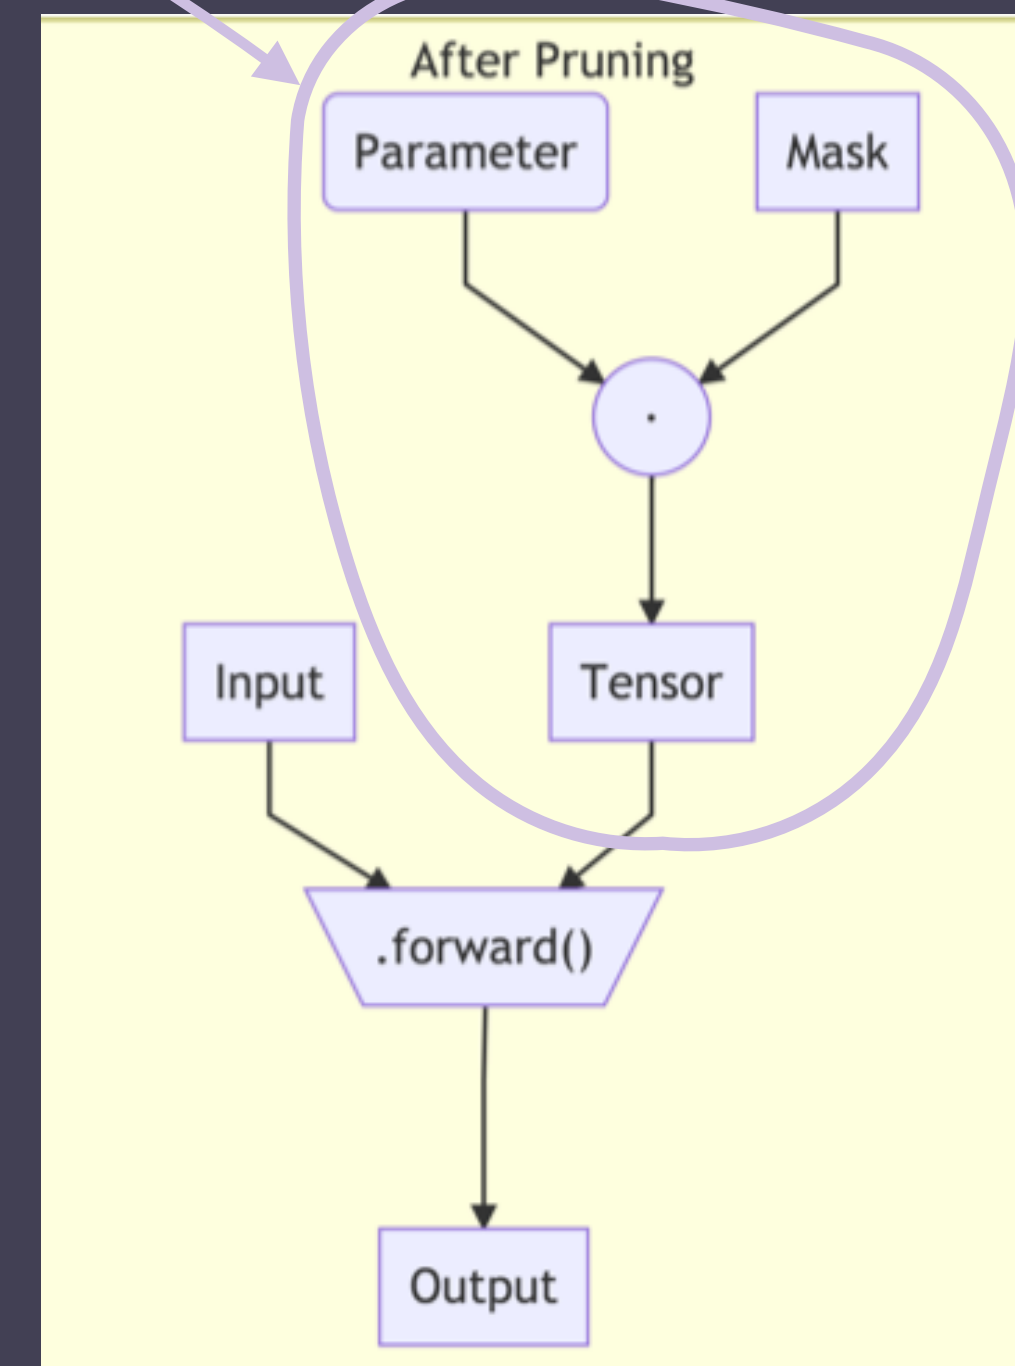 After Pruning
Parameter
Mask
·
Input
Tensor
.forward()
Output